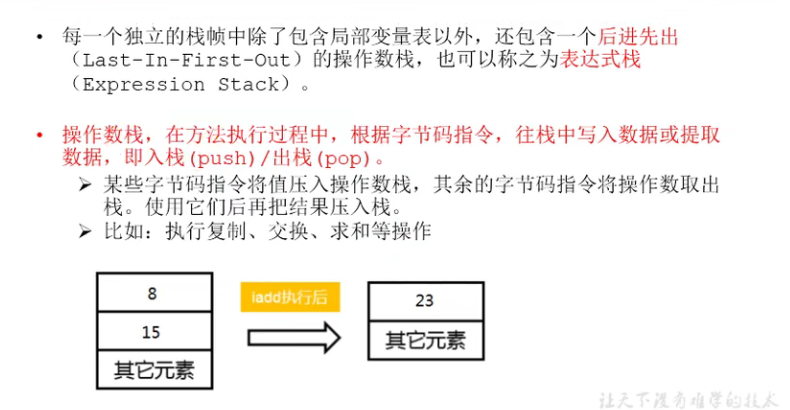 • 每一个独立的栈帧中除了包含局部变量表以外，还包含一个后进先出
（Last-In-First-Out）的操作数栈，也可以称之为表达式栈
（Expression Stack）。
• 操作数栈，在方法执行过程中，根据字节码指令，往栈中写入数据或提取
数据，即入栈(push)/出栈(pop)。
➢ 某些字节码指令将值压入操作数栈，其余的字节码指令将操作数取出
栈。使用它们后再把结果压入栈。
➢ 比如：执行复制、交换、求和等操作
8
15
其它元素
iadd执行后
23
其它元素
让天下没有难学的技术